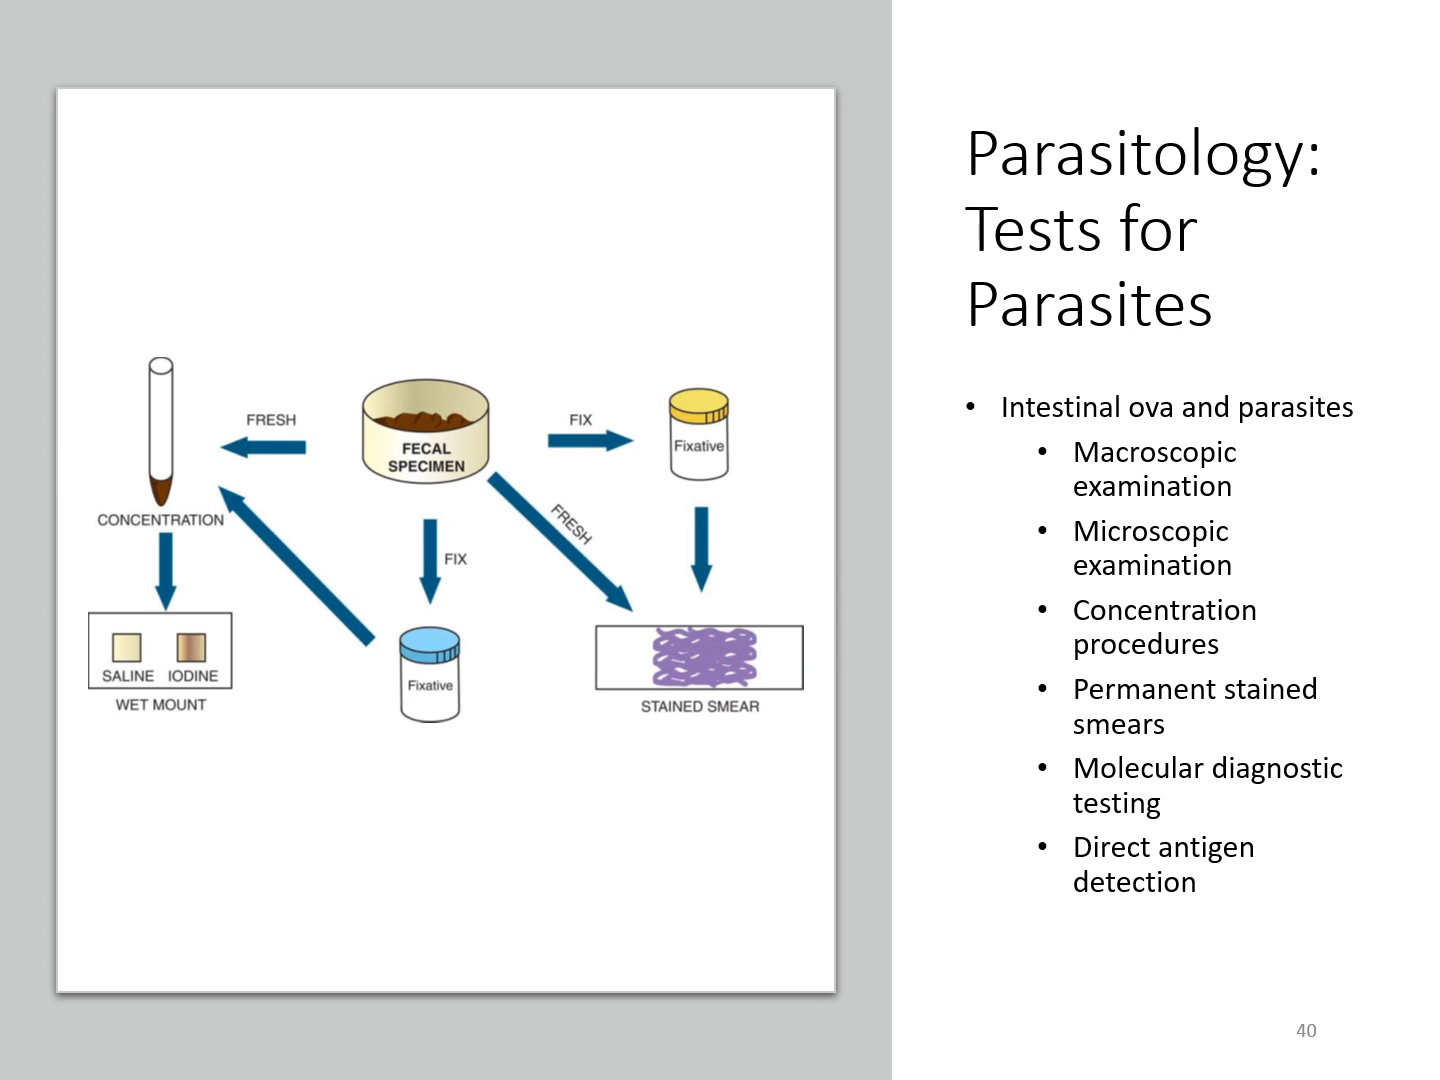 Parasitology:
Tests for
Parasites
• Intestinal ova and parasites
• Macroscopic
examination
• Microscopic
examination
• Concentration
procedures
• Permanent stained
smears
• Molecular diagnostic
testing
• Direct antigen
detection
FRESH
FECAL
SPECIMEN
FIX
Fixative
CONCENTRATION
FRESH
FIX
SALINE IODINE
WET MOUNT
Fixative
STAINED SMEAR
40